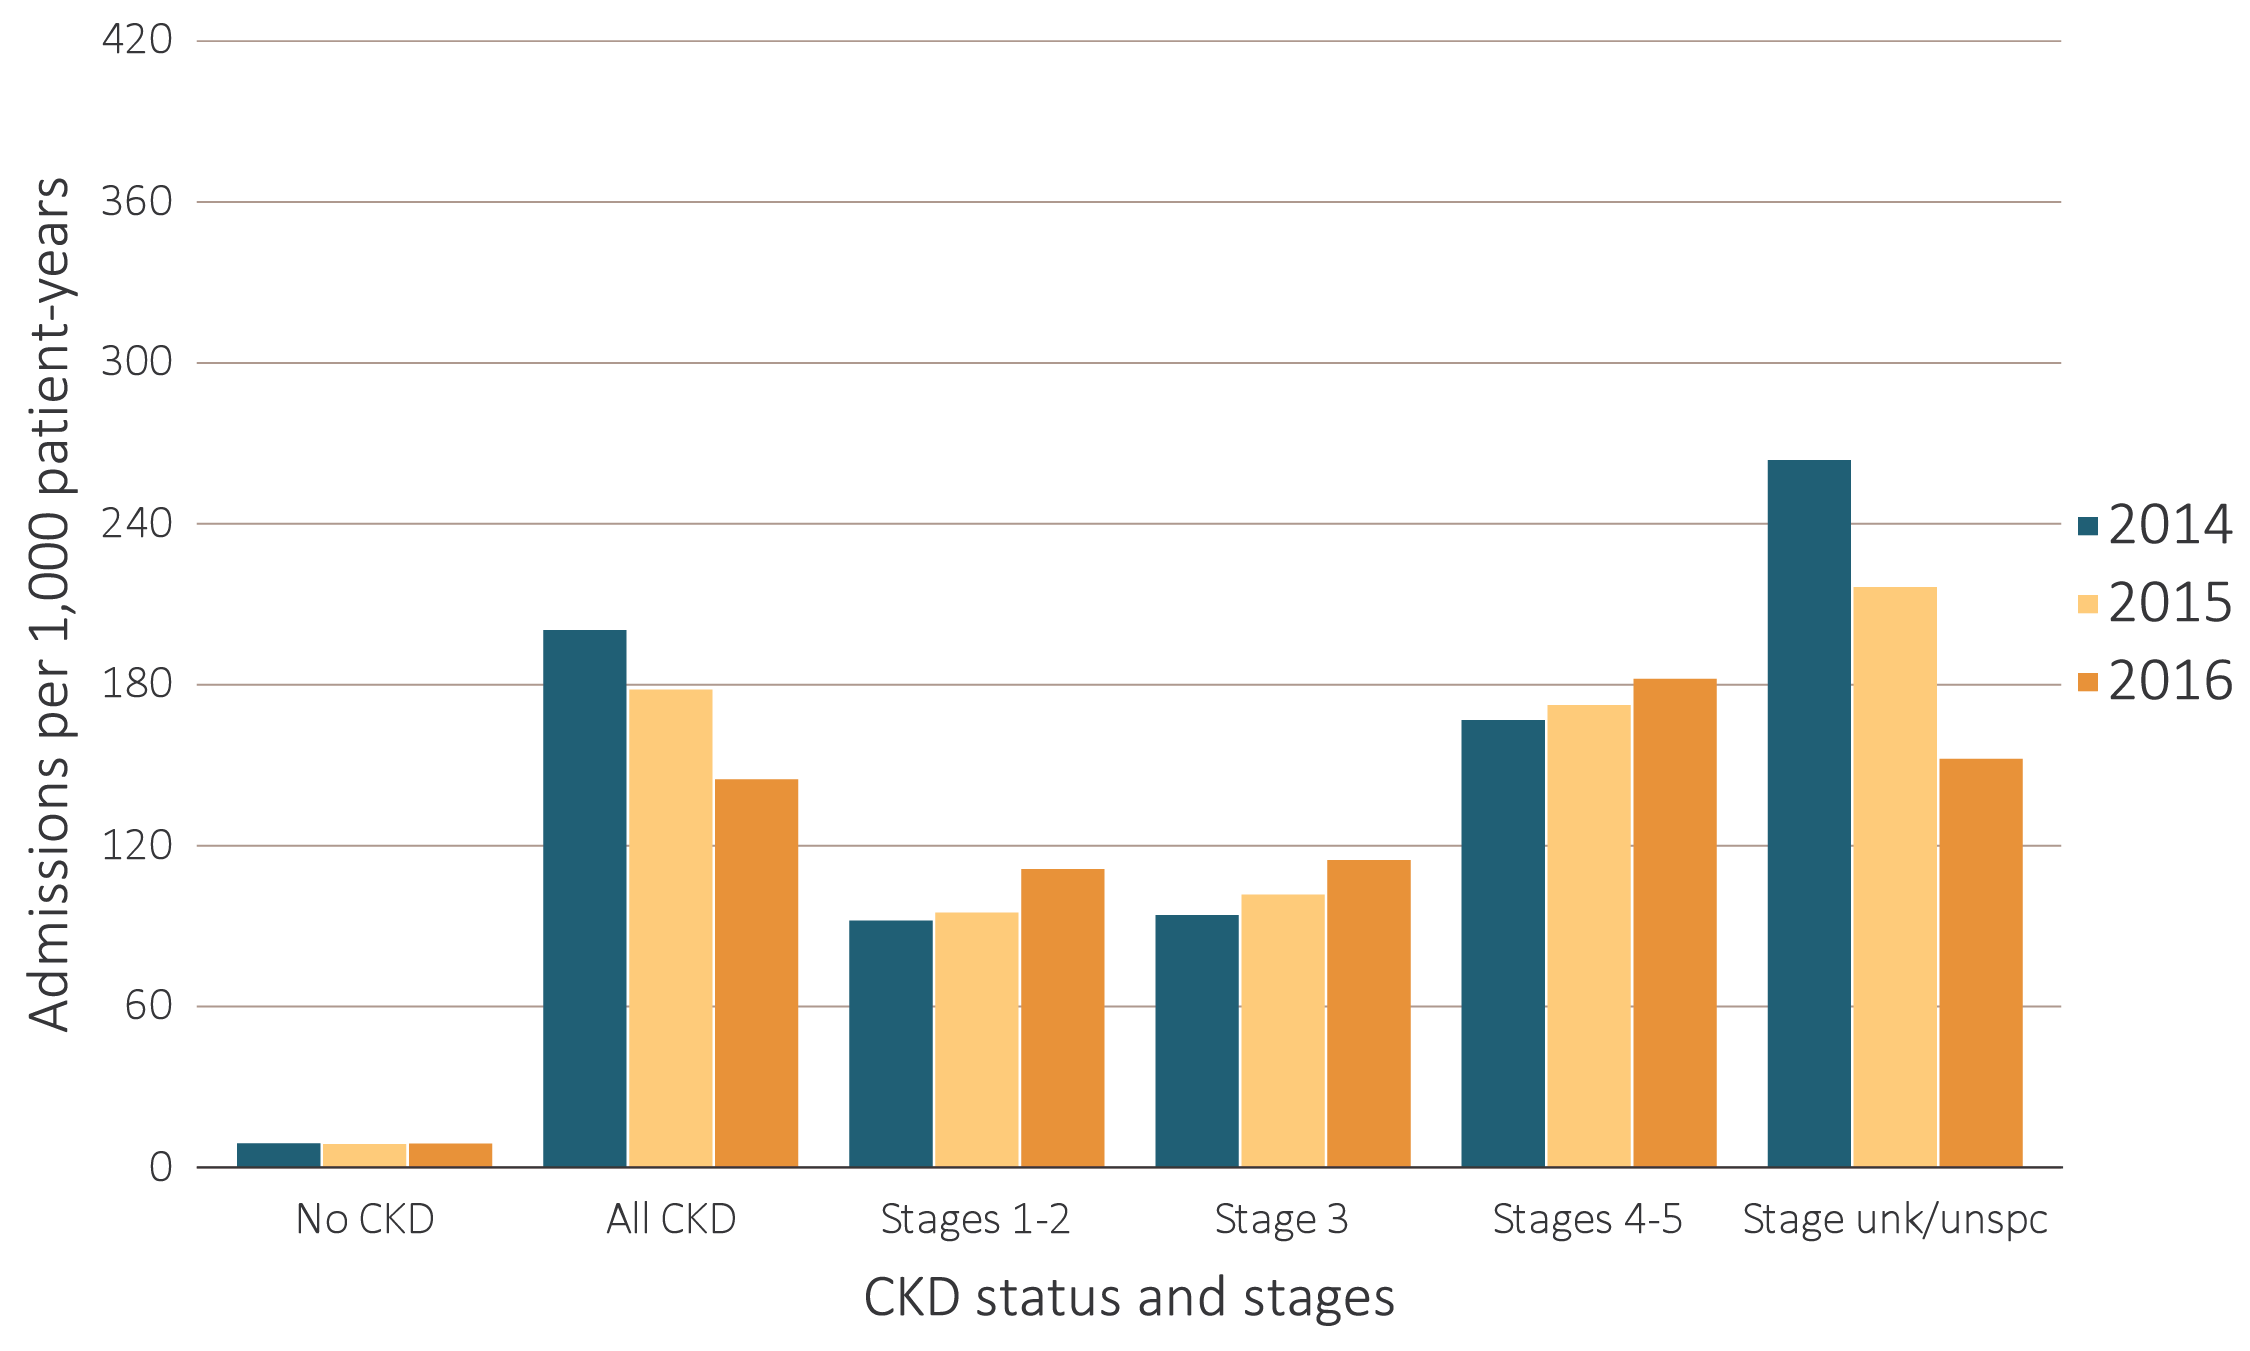 Admissions per 1,000 patient-years
420
360
300
240
180
120
60
0
No CKD
All CKD
Stages 1-2
Stage 3
Stages 4-5
Stage unk/unspc
CKD status and stages
2014
2015
2016